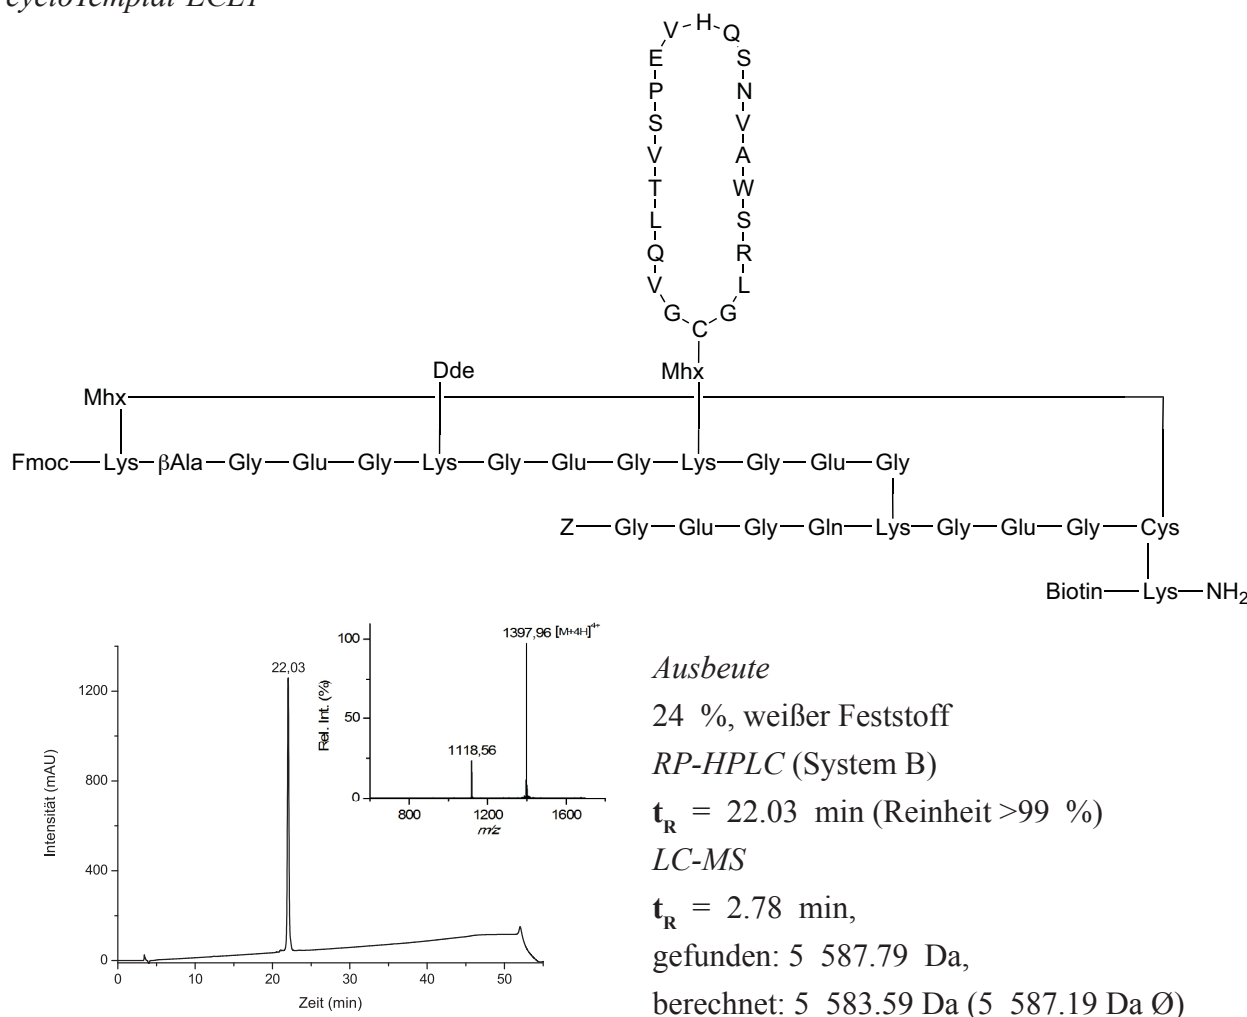 V H Q
E S
P N
S V
V A
T W
L S
Q R
V L
G C G
Dde Mhx
Mhx
Fmoc Lys βAla Gly Glu Gly Lys Gly Glu Gly Lys Gly Glu Gly
Z Gly Glu Gly Gln Lys Gly Glu Gly Cys
Biotin Lys NH2
1200
800
400
0
0 10 20 30 40 50
Intensität (mAU)
Zeit (min)
22,03
100
50
0
800 1200 1600
Rel. Int. (%)
m/z
1397,96 [M+4H]4+
1118,56
Ausbeute
24 %, weißer Feststoff
RP-HPLC (System B)
tR = 22.03 min (Reinheit >99 %)
LC-MS
tR = 2.78 min,
gefunden: 5 587.79 Da,
berechnet: 5 583.59 Da (5 587.19 Da Ø)